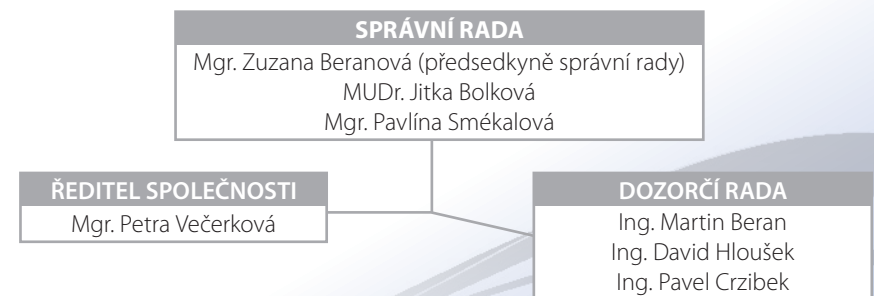 SPRÁVNÍ RADA
Mgr. Zuzana Beranová (předsedkyně správní rady)
MUDr. Jitka Bolková
Mgr. Pavlína Smékalová
ŘEDITEL SPOLEČNOSTI
Mgr. Petra Večerková
DOZORČÍ RADA
Ing. Martin Beran
Ing. David Hloušek
Ing. Pavel Crzibek